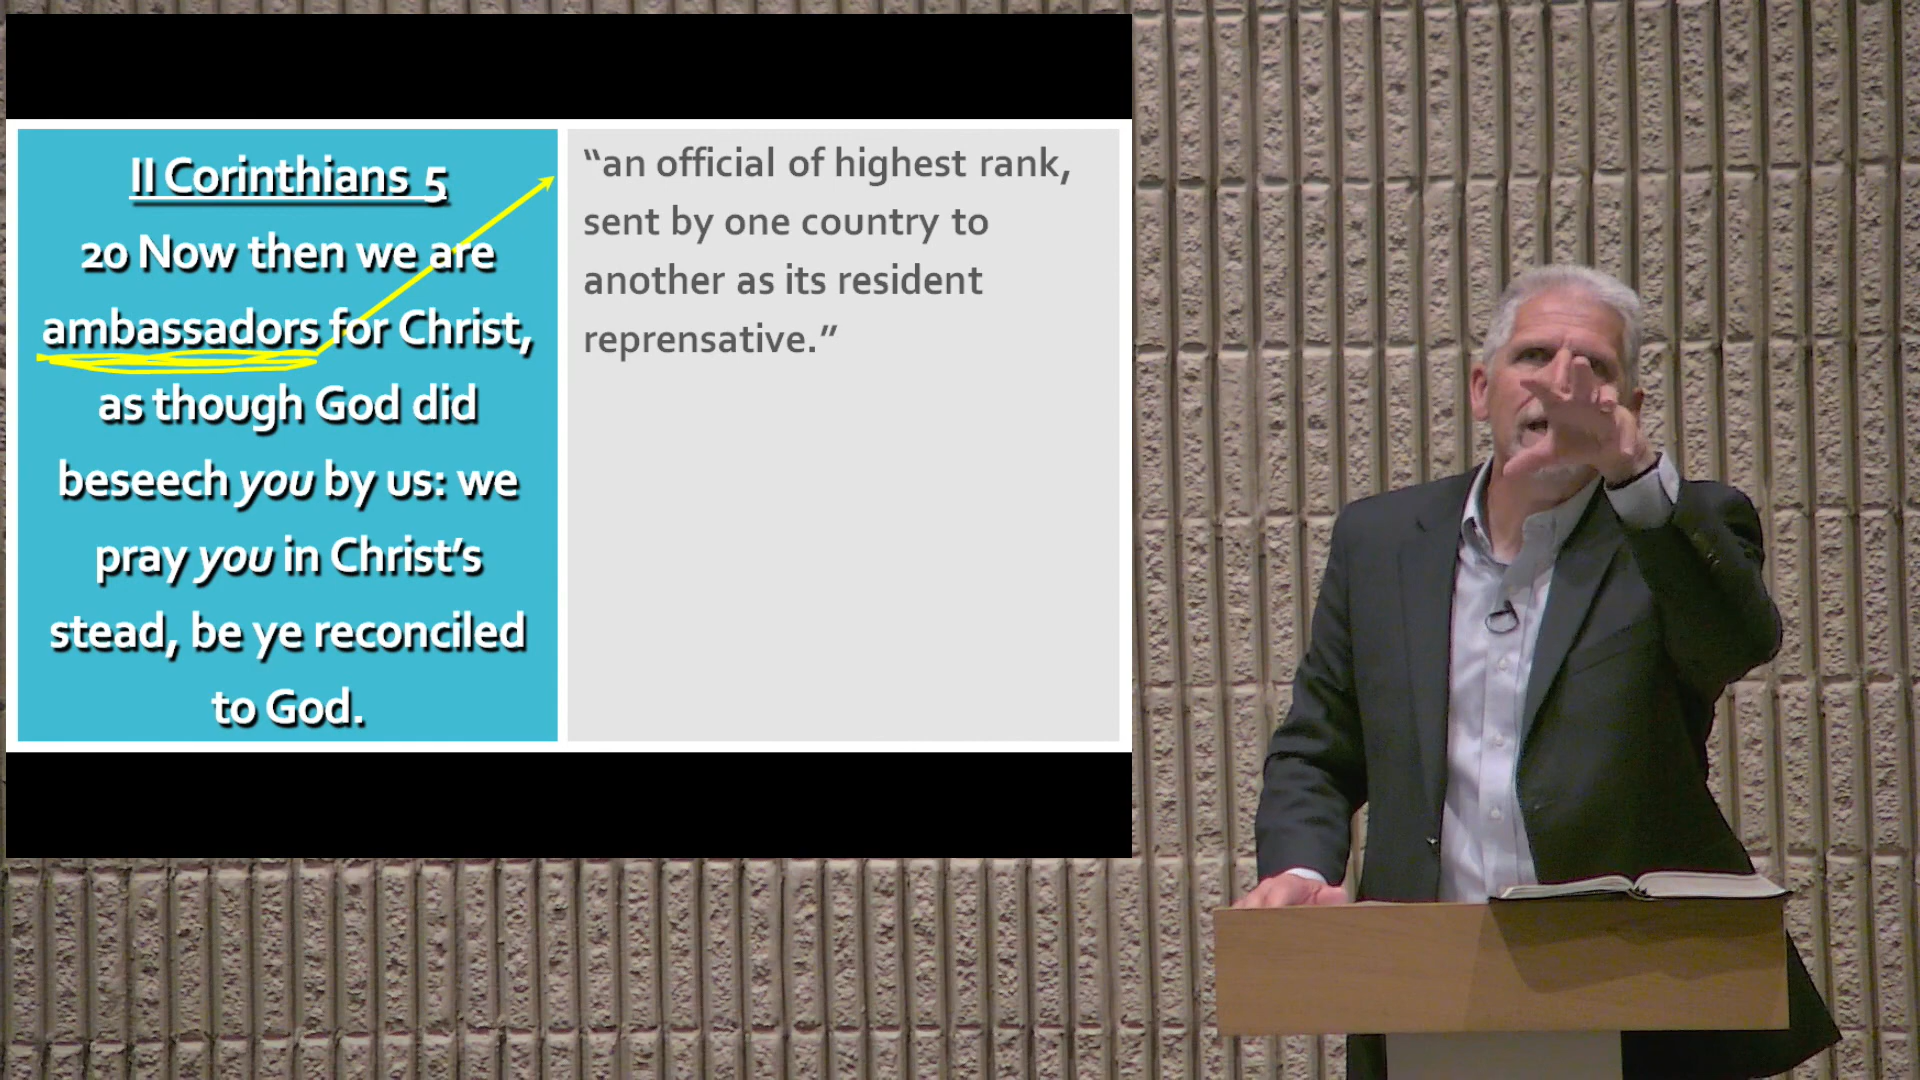 II Corinthians 5
20 Now then we are
ambassadors for Christ,
as though God did
beseech you by us: we
pray you in Christ's
stead, be ye reconciled
to God.
“an official of highest rank,
sent by one country to
another as its resident
reprensative.”